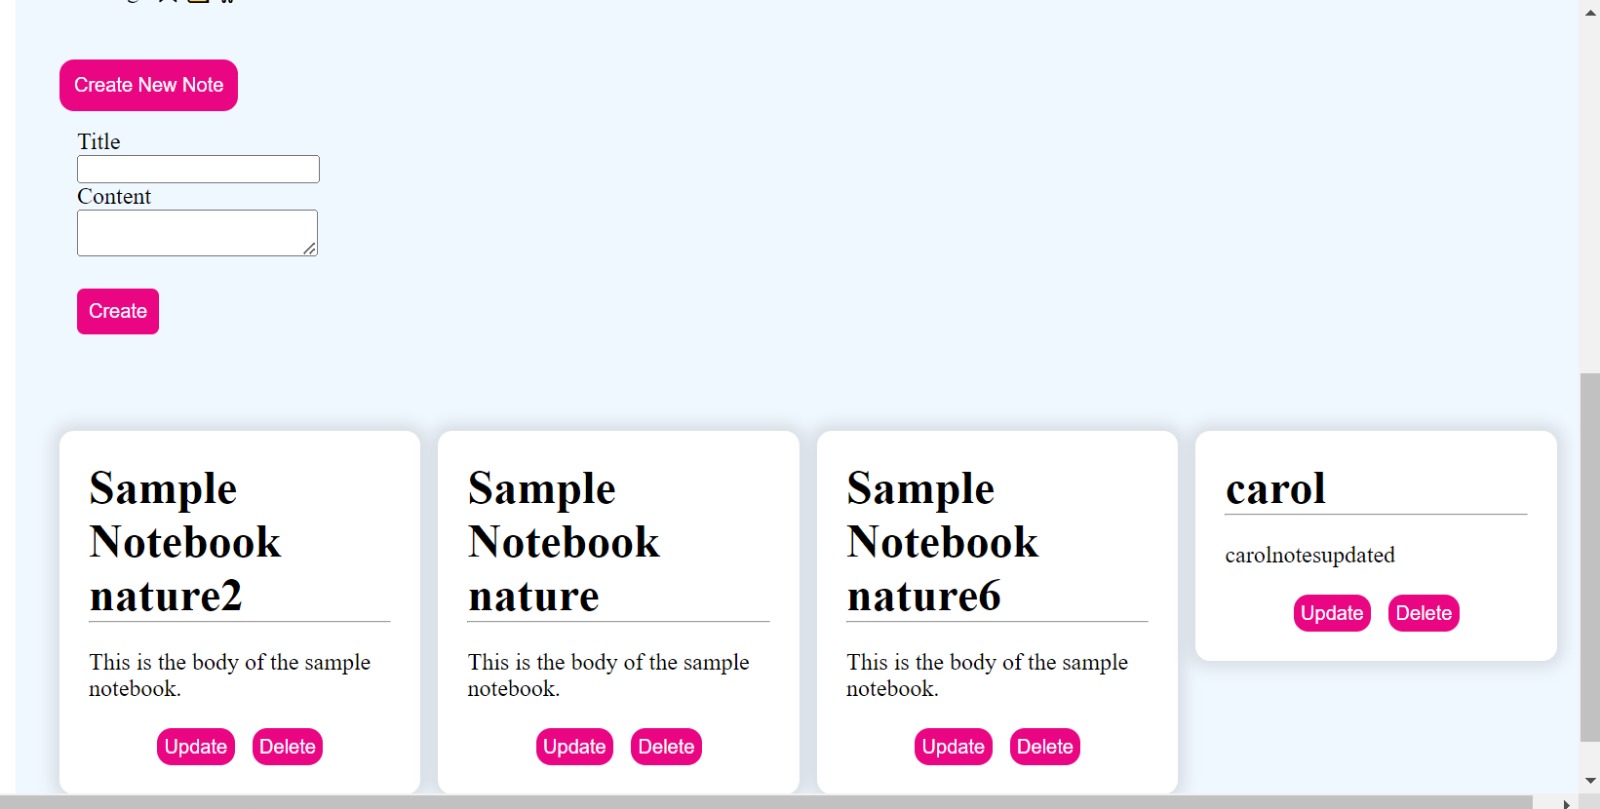 Create New Note
Title
Content
Create
Sample
Notebook
nature2
This is the body of the sample
notebook.
Update Delete
Sample
Notebook
nature
This is the body of the sample
notebook.
Update Delete
Sample
Notebook
nature6
This is the body of the sample
notebook.
Update Delete
carol
carolnotesupdated
Update Delete